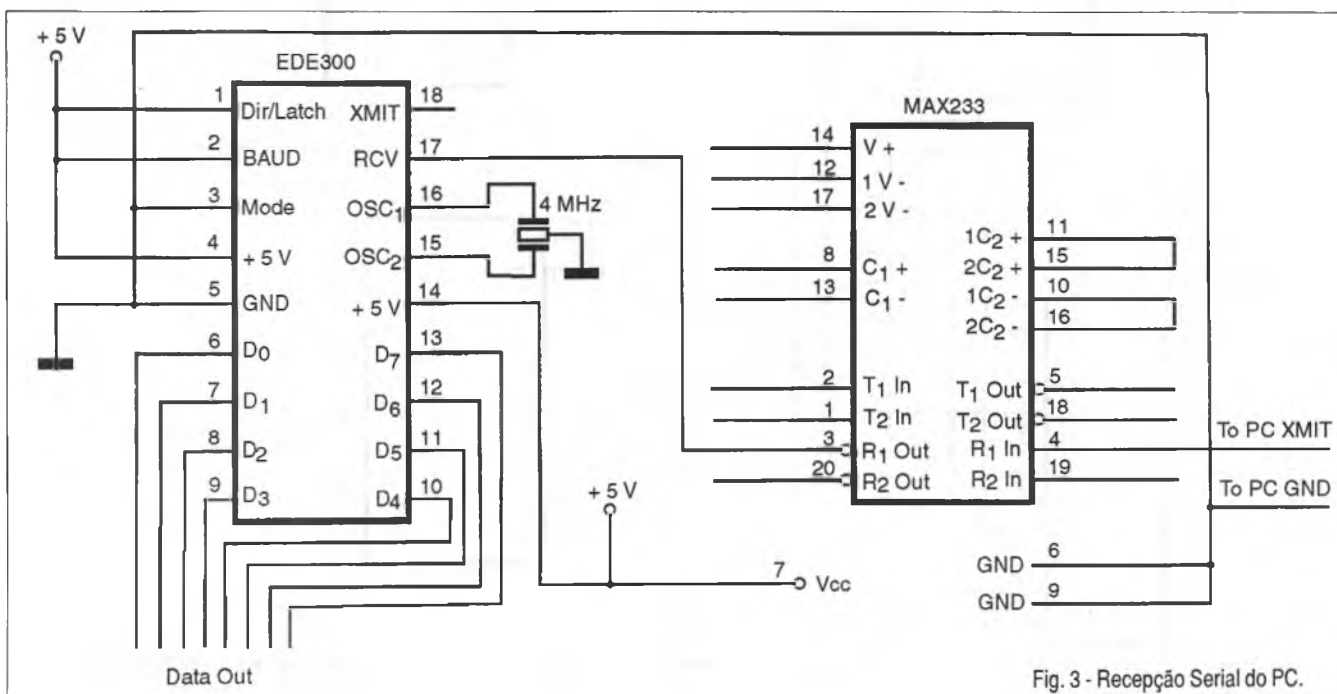 + 5 V
EDE300
1 Dir/Latch XMIT 18
2 BAUD RCV 17
3 Mode OSC1 16
4 + 5 V OSC2 15
5 GND + 5 V 14
6 D0 D7 13
7 D1 D6 12
8 D2 D5 11
9 D3 D4 10
4 MHz
Data Out
+ 5 V
7 Vcc
MAX233
14 V +
12 1 V -
17 2 V -
8 C1 +
13 C1 -
2 T1 In
1 T2 In
3 R1 Out
20 R2 Out
1C2 + 11
2C2 + 15
1C2 - 10
2C2 - 16
T1 Out 5
T2 Out 18
R1 In 4
R2 In 19
To PC XMIT
To PC GND
GND 6
GND 9
Fig. 3 - Recepção Serial do PC.